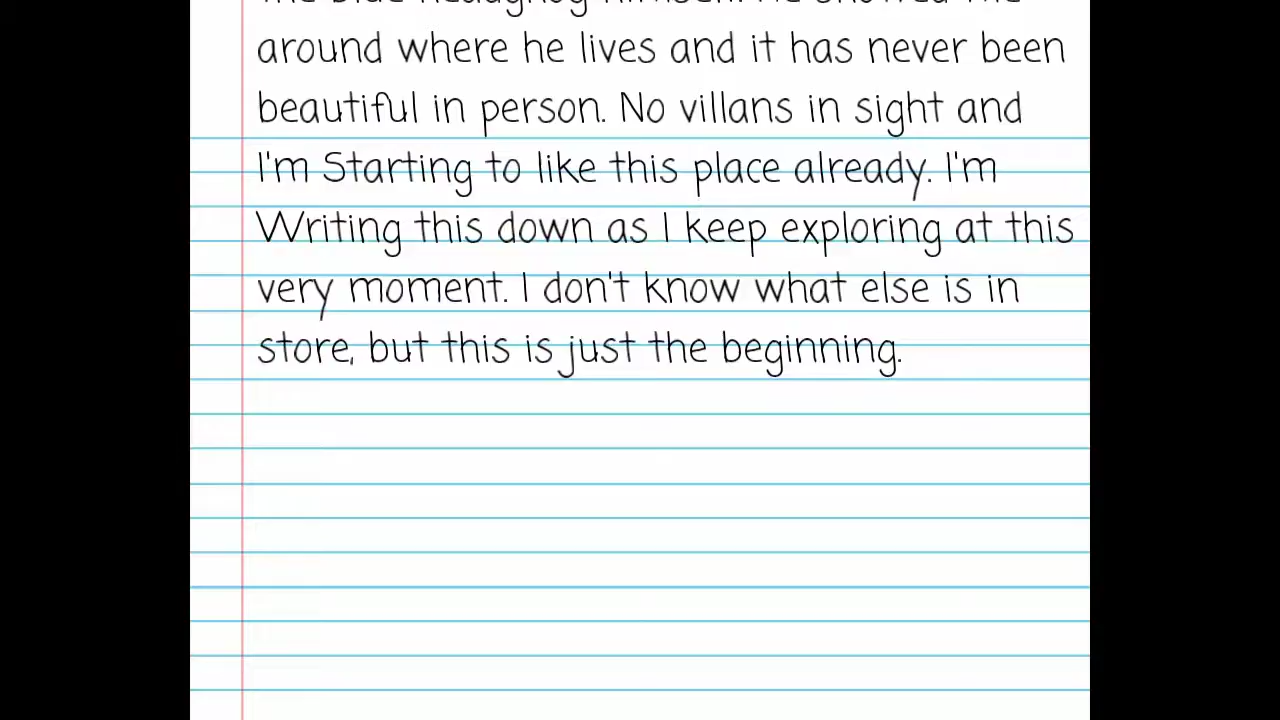 around where he lives and it has never been
beautiful in person. No villans in sight and
I'm Starting to like this place already. I'm
Writing this down as I keep exploring at this
very moment. I don't know what else is in
store, but this is just the beginning.